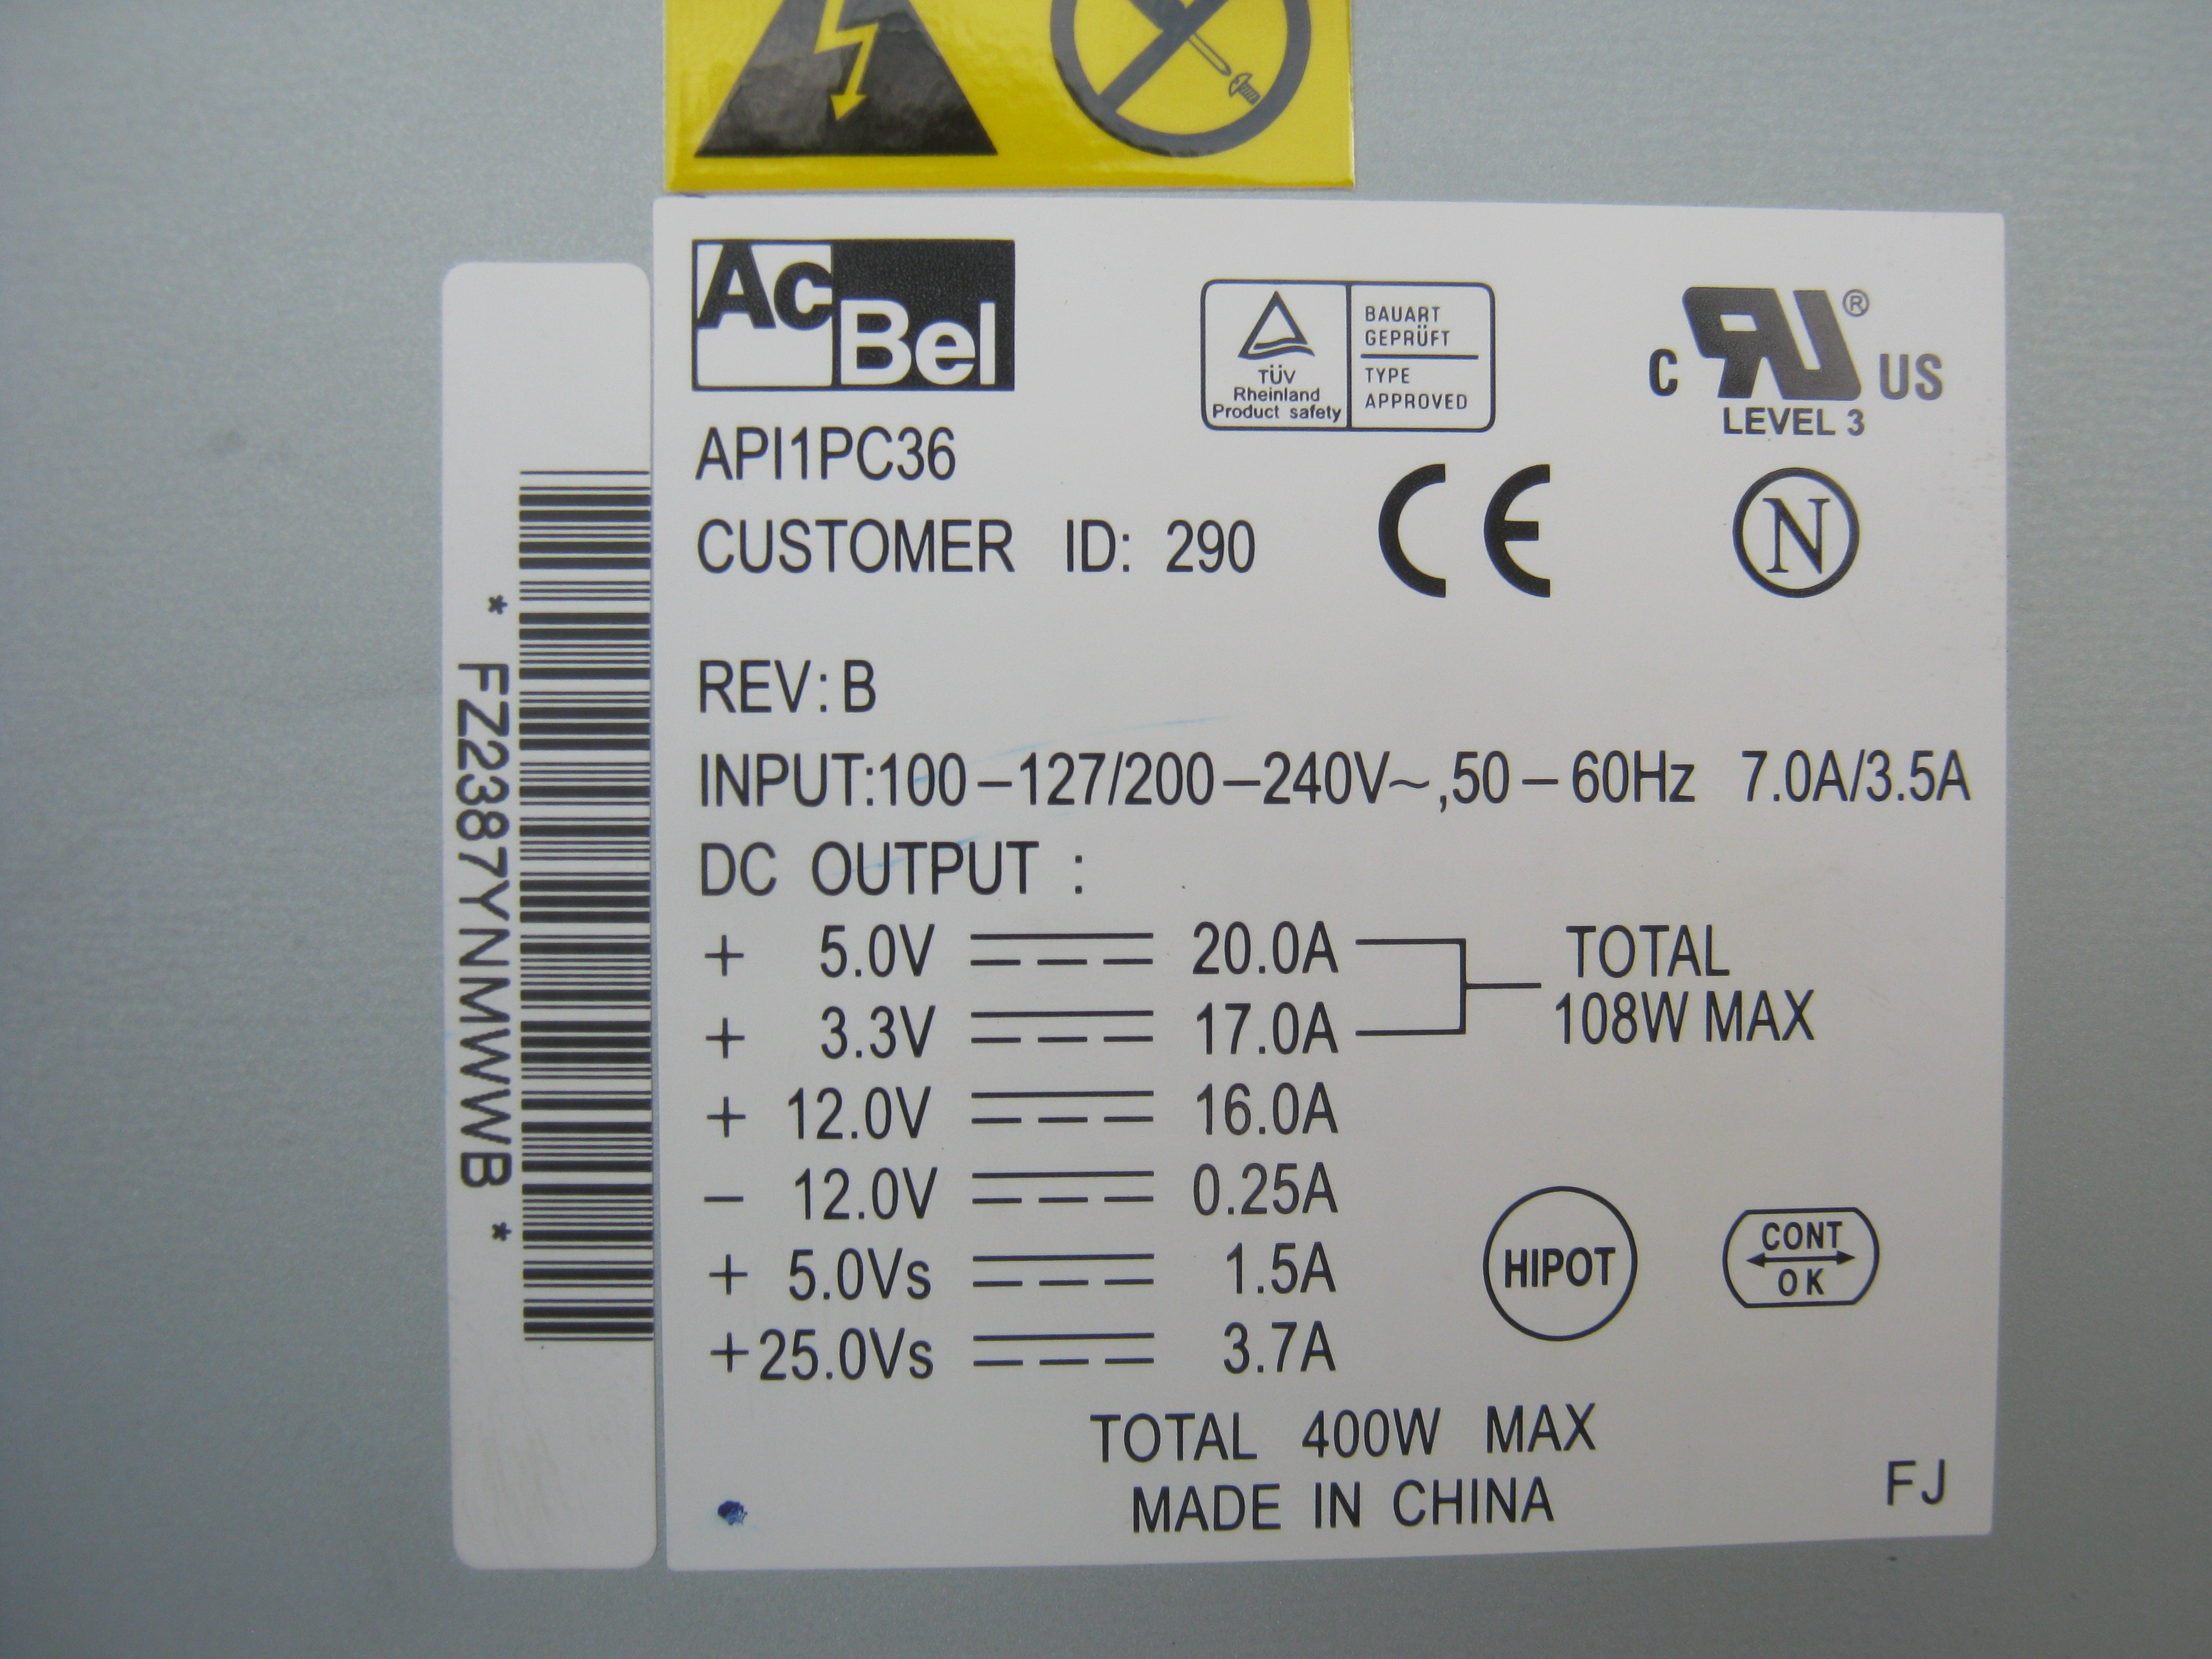 AcBel
TÜV
Rheinland
Product safety
BAUART
GEPRÜFT
TYPE
APPROVED
C RU ® US
LEVEL 3
API1PC36
CUSTOMER ID: 290
CE
N
REV: B
INPUT:100–127/200–240V~,50–60Hz 7.0A/3.5A
DC OUTPUT :
+ 5.0V 20.0A
+ 3.3V 17.0A
TOTAL
108W MAX
+ 12.0V 16.0A
– 12.0V 0.25A
+ 5.0Vs 1.5A
+25.0Vs 3.7A
HIPOT
CONT
OK
TOTAL 400W MAX
MADE IN CHINA
FJ
* FZ2387YNMWWB *